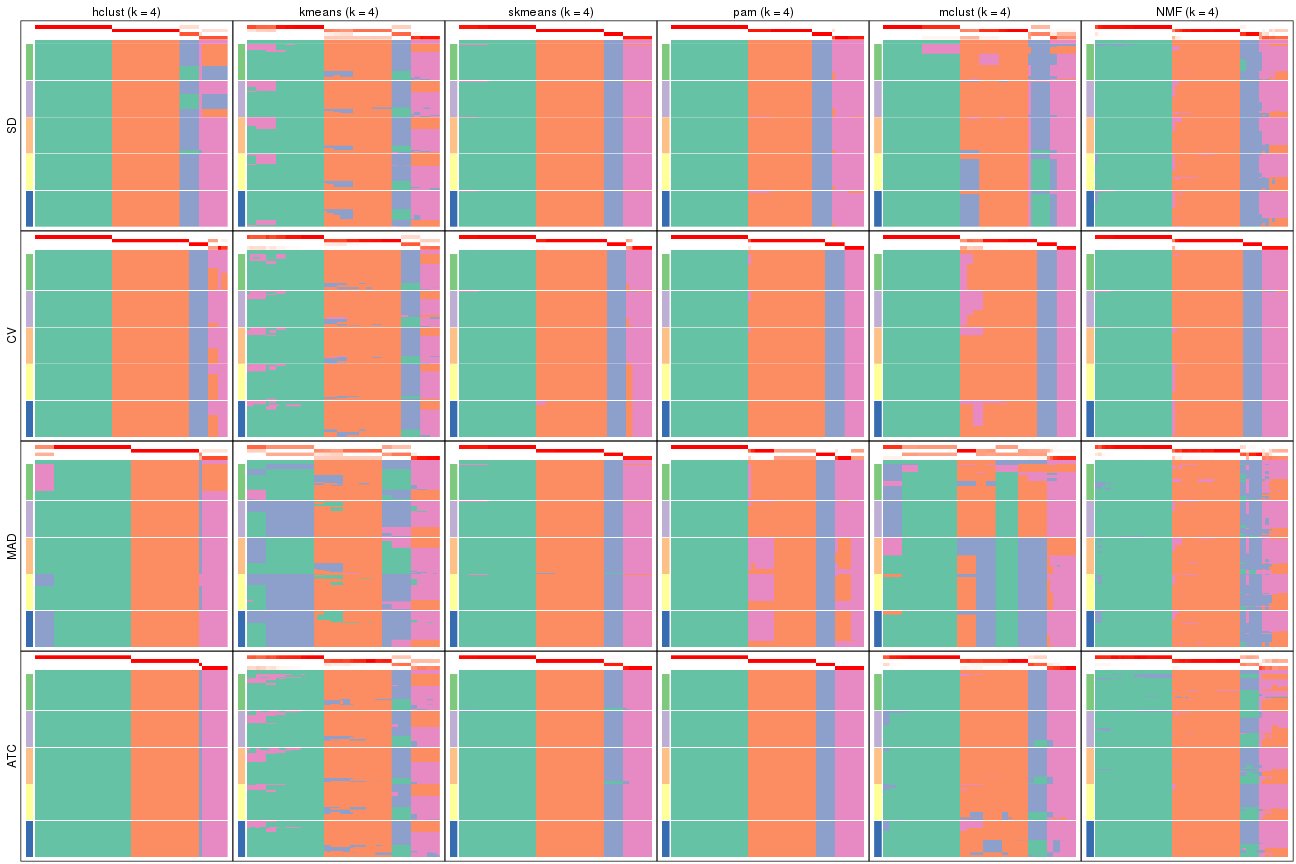 hclust (k = 4) kmeans (k = 4) skmeans (k = 4) pam (k = 4) mclust (k = 4) NMF (k = 4)
SD
CV
MAD
ATC